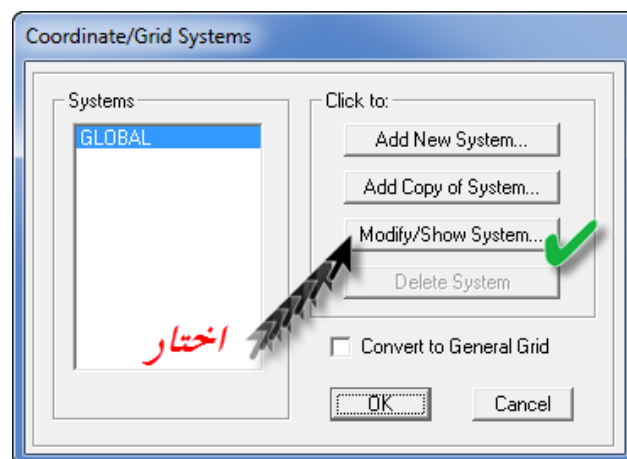 Coordinate/Grid Systems
Systems
GLOBAL
Click to:
Add New System...
Add Copy of System...
Modify/Show System...
Delete System
اختار
Convert to General Grid
OK
Cancel